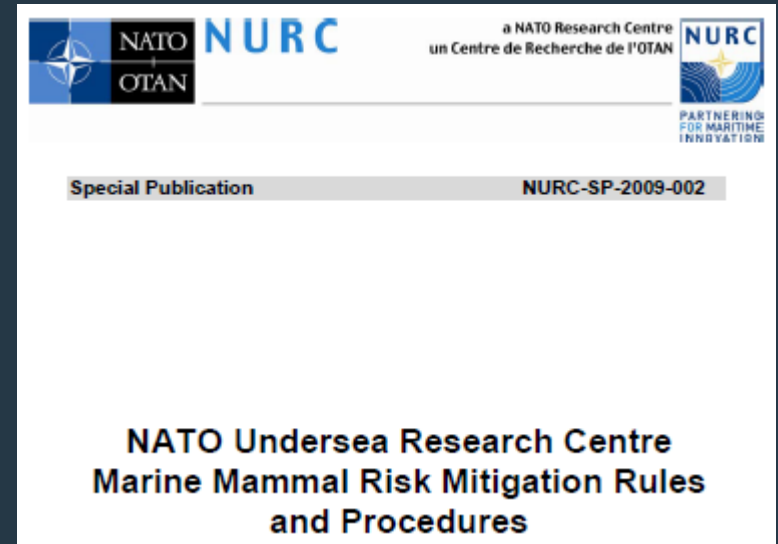 NATO
OTAN
NURC
a NATO Research Centre
un Centre de Recherche de l'OTAN
NURC
PARTNERING
FOR MARITIME
INNOVATION
Special Publication NURC-SP-2009-002
NATO Undersea Research Centre
Marine Mammal Risk Mitigation Rules
and Procedures